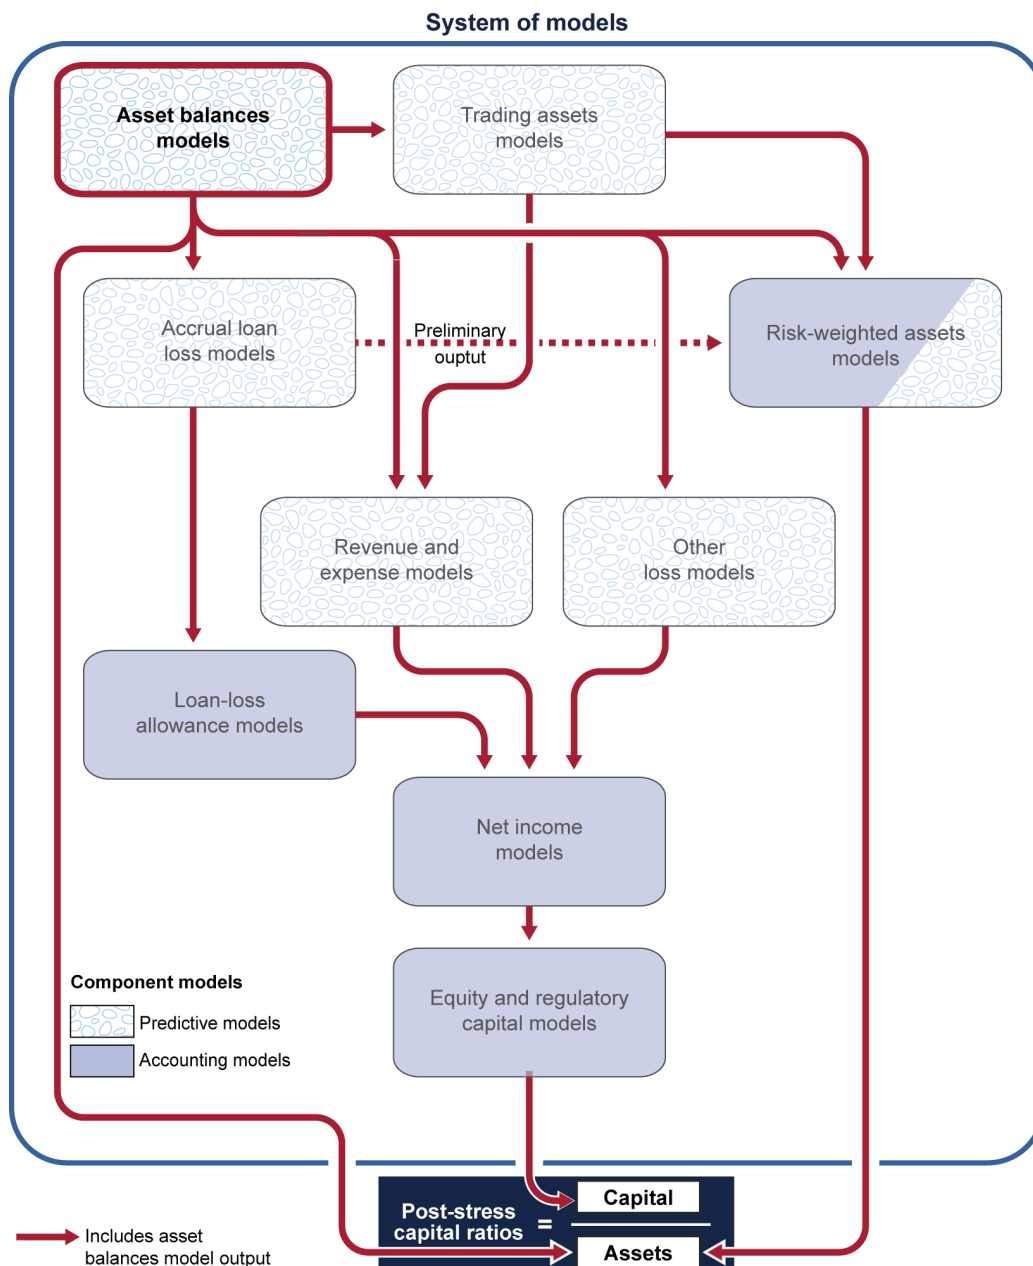 System of models
Asset balances
models
Trading assets
models
Accrual loan
loss models
Preliminary
ouptut
Risk-weighted assets
models
Revenue and
expense models
Other
loss models
Loan-loss
allowance models
Net income
models
Equity and regulatory
capital models
Component models
Predictive models
Accounting models
Post-stress
capital ratios
=
Capital
Assets
Includes asset
balances model output